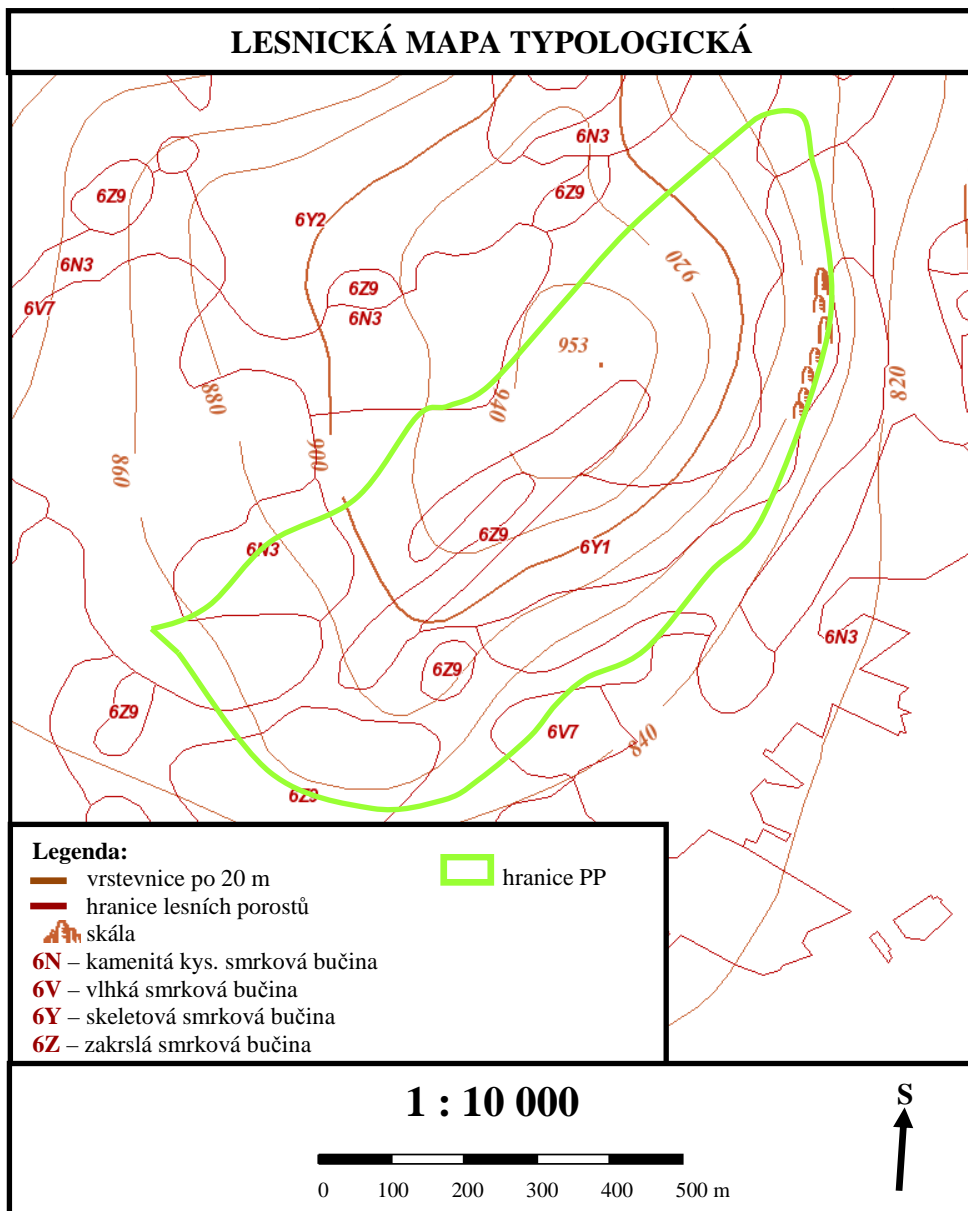 LESNICKÁ MAPA TYPOLOGICKÁ
6N3
6Z9
6Z9
6Y2
920
6N3
6Z9
6V7
6N3
953
880
940
820
900
860
6Z9
6N3
6Y1
6N3
6Z9
6Z9
6V7
840
6Z9
Legenda:
vrstevnice po 20 m
hranice PP
hranice lesních porostů
skála
6N – kamenitá kys. smrková bučina
6V – vlhká smrková bučina
6Y – skeletová smrková bučina
6Z – zakrslá smrková bučina
1 : 10 000
S
0 100 200 300 400 500 m